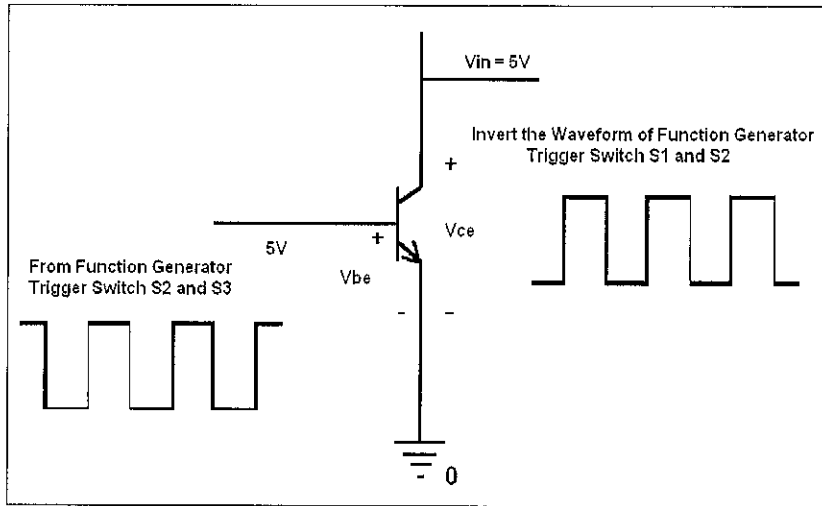 Vin = 5V
Invert the Waveform of Function Generator
Trigger Switch S1 and S2
+
5V
+
Vce
From Function Generator
Trigger Switch S2 and S3
Vbe
- -
- 0